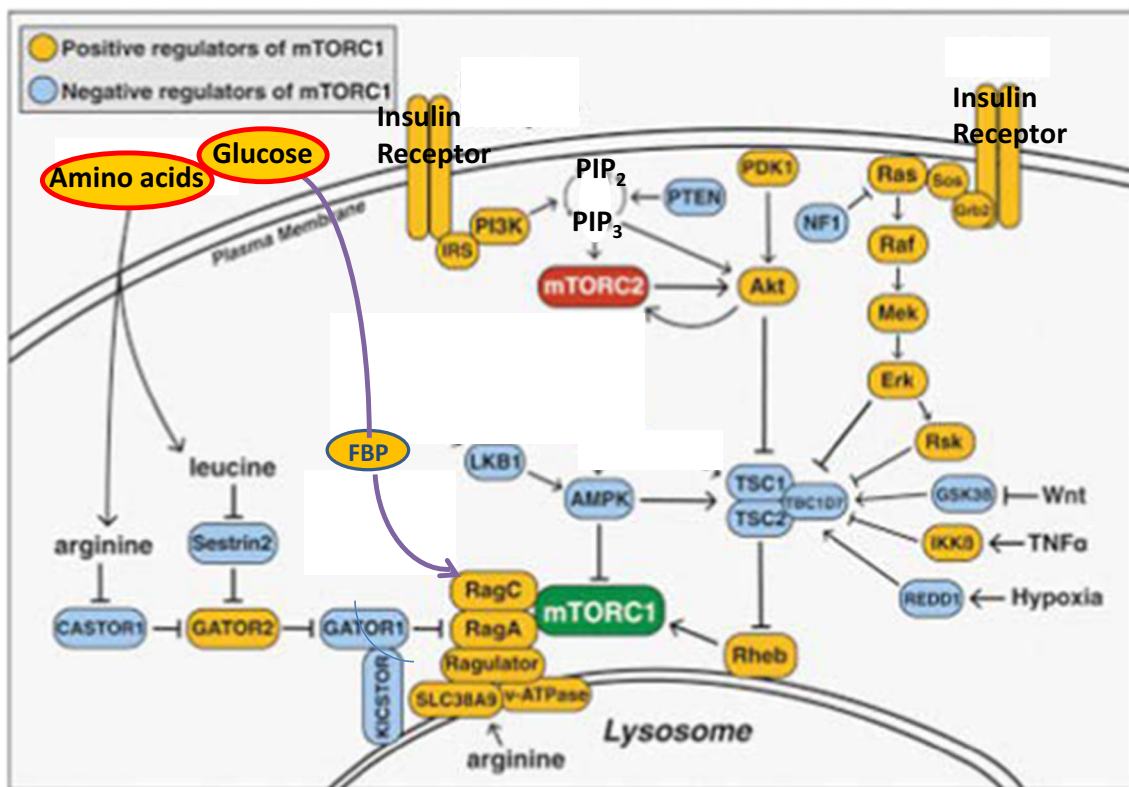 Positive regulators of mTORC1
Negative regulators of mTORC1
Insulin
Receptor
Insulin
Receptor
Glucose
Amino acids
Plasma Membrane
IRS
PI3K
PIP2
PIP3
PTEN
PDK1
NF1
Ras
Sos
Grb2
Raf
mTORC2
Akt
Mek
Erk
Rsk
FBP
LKB1
AMPK
TSC1
TSC2
TBC1D7
GSK3ß
Wnt
IKKß
TNFα
REDD1
Hypoxia
leucine
arginine
Sestrin2
CASTOR1
GATOR2
GATOR1
KICSTOR
RagC
RagA
mTORC1
Ragulator
SLC38A9
v-ATPase
Rheb
arginine
Lysosome